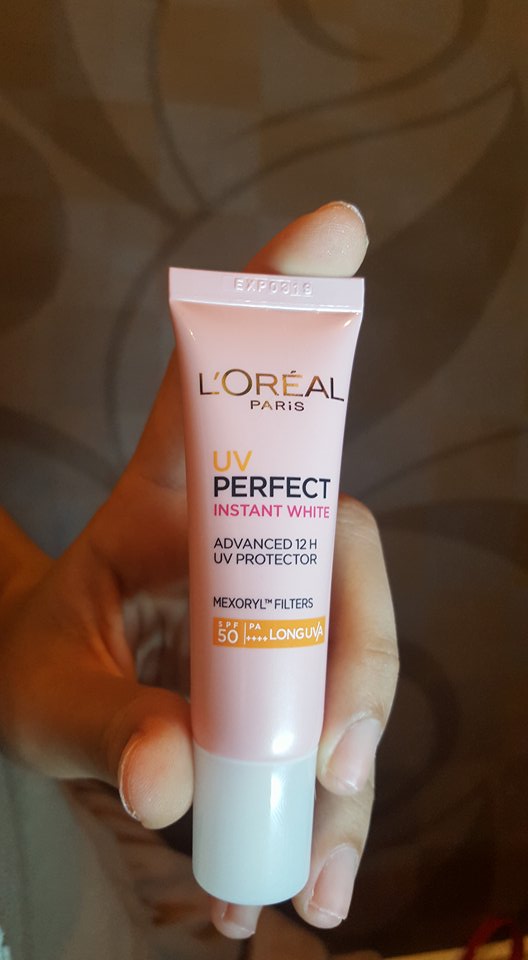 EXP0319
L'ORÉAL
PARiS
UV
PERFECT
INSTANT WHITE
ADVANCED 12 H
UV PROTECTOR
MEXORYL™ FILTERS
SPF PA
50 ++++ LONG UVA